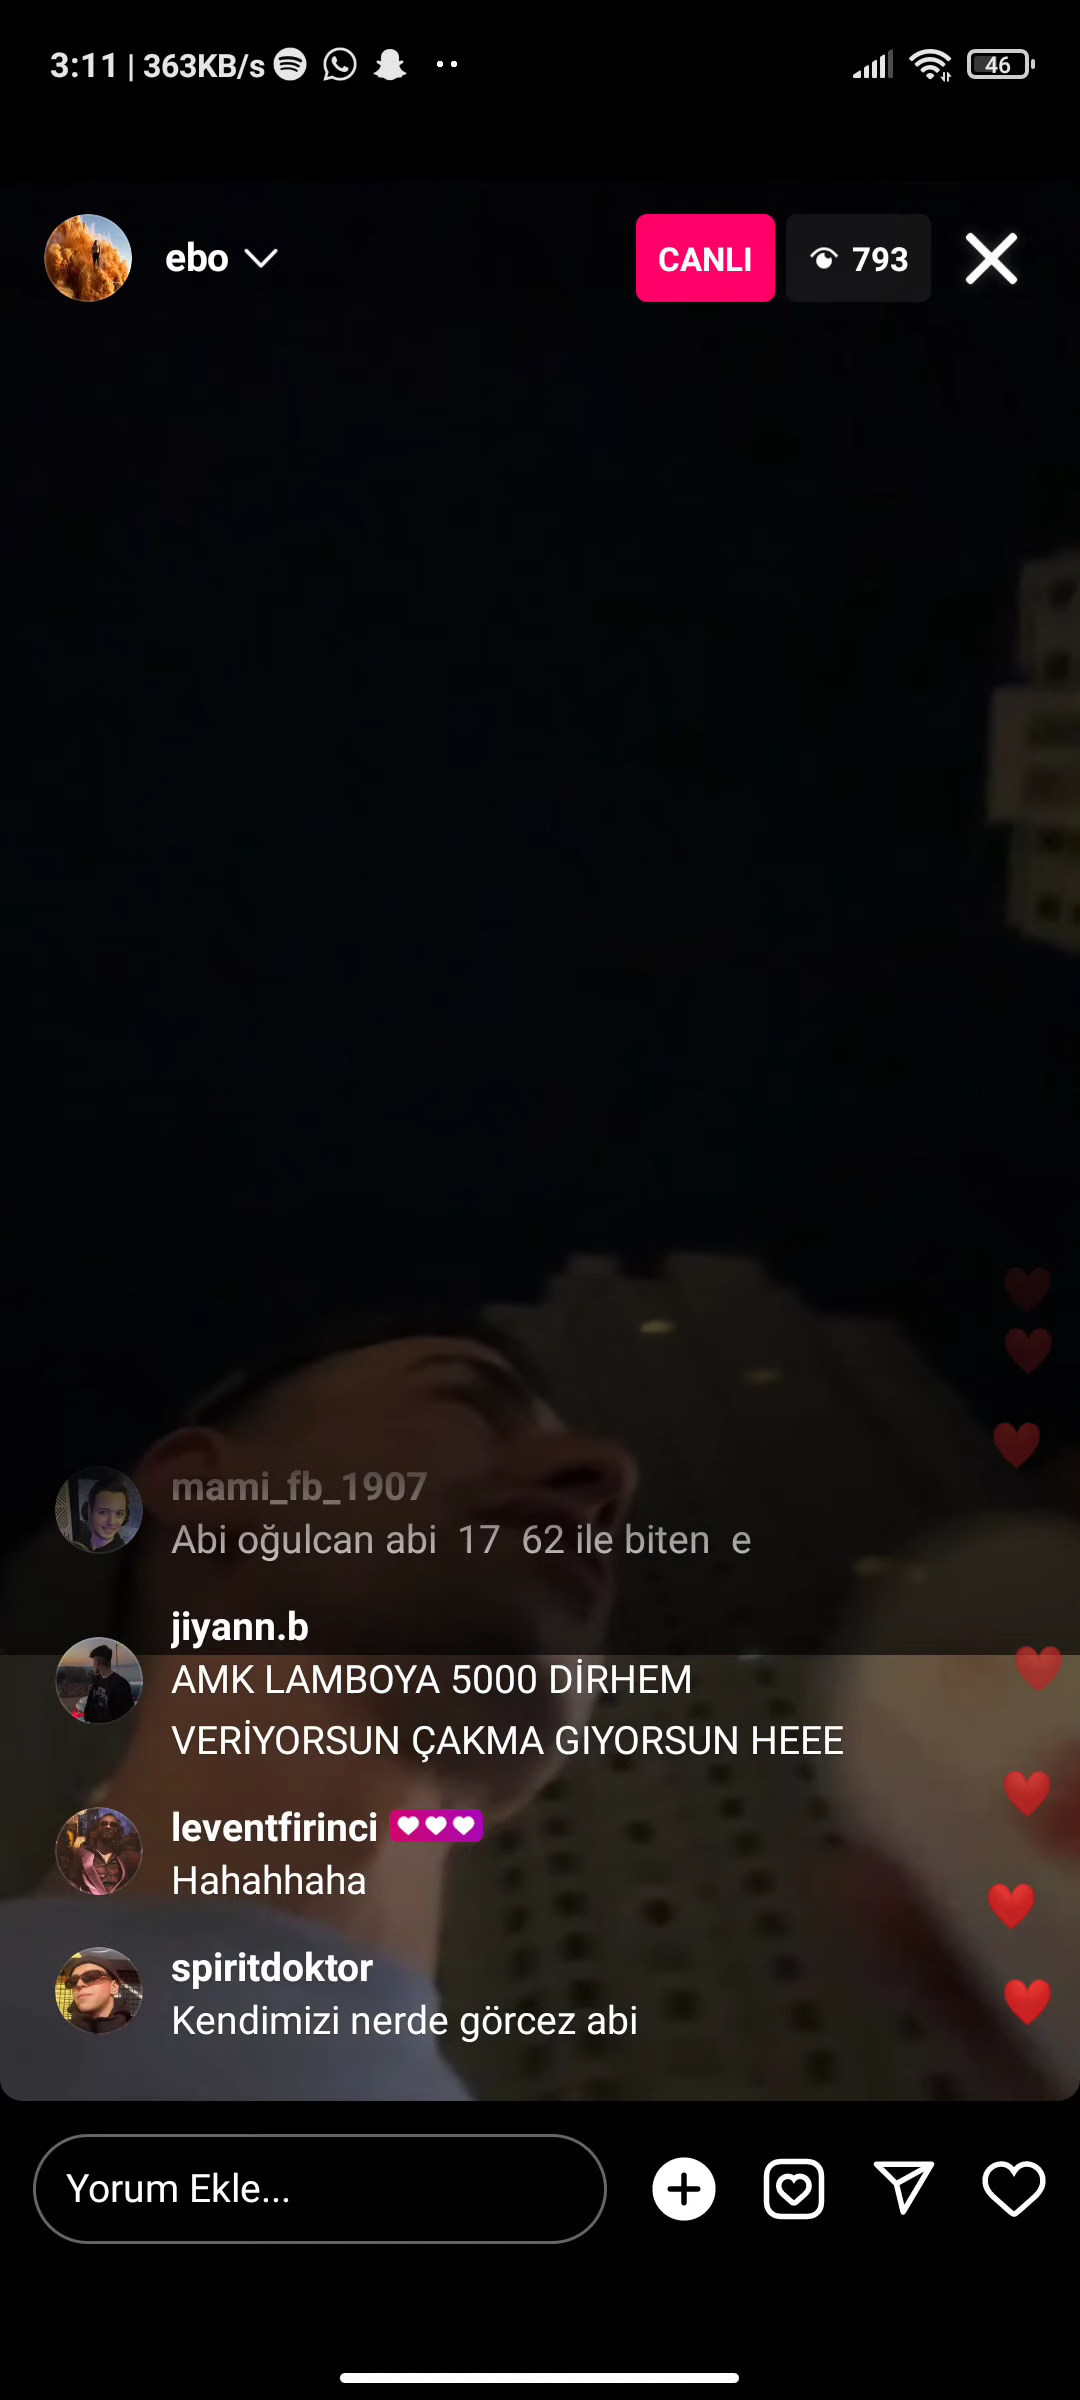 3:11 | 363KB/s
46
ebo
CANLI
793
mami_fb_1907
Abi oğulcan abi 17 62 ile biten e
jiyann.b
AMK LAMBOYA 5000 DİRHEM
VERİYORSUN ÇAKMA GIYORSUN HEEE
leventfirinci
Hahahhaha
spiritdoktor
Kendimizi nerde görcez abi
Yorum Ekle...